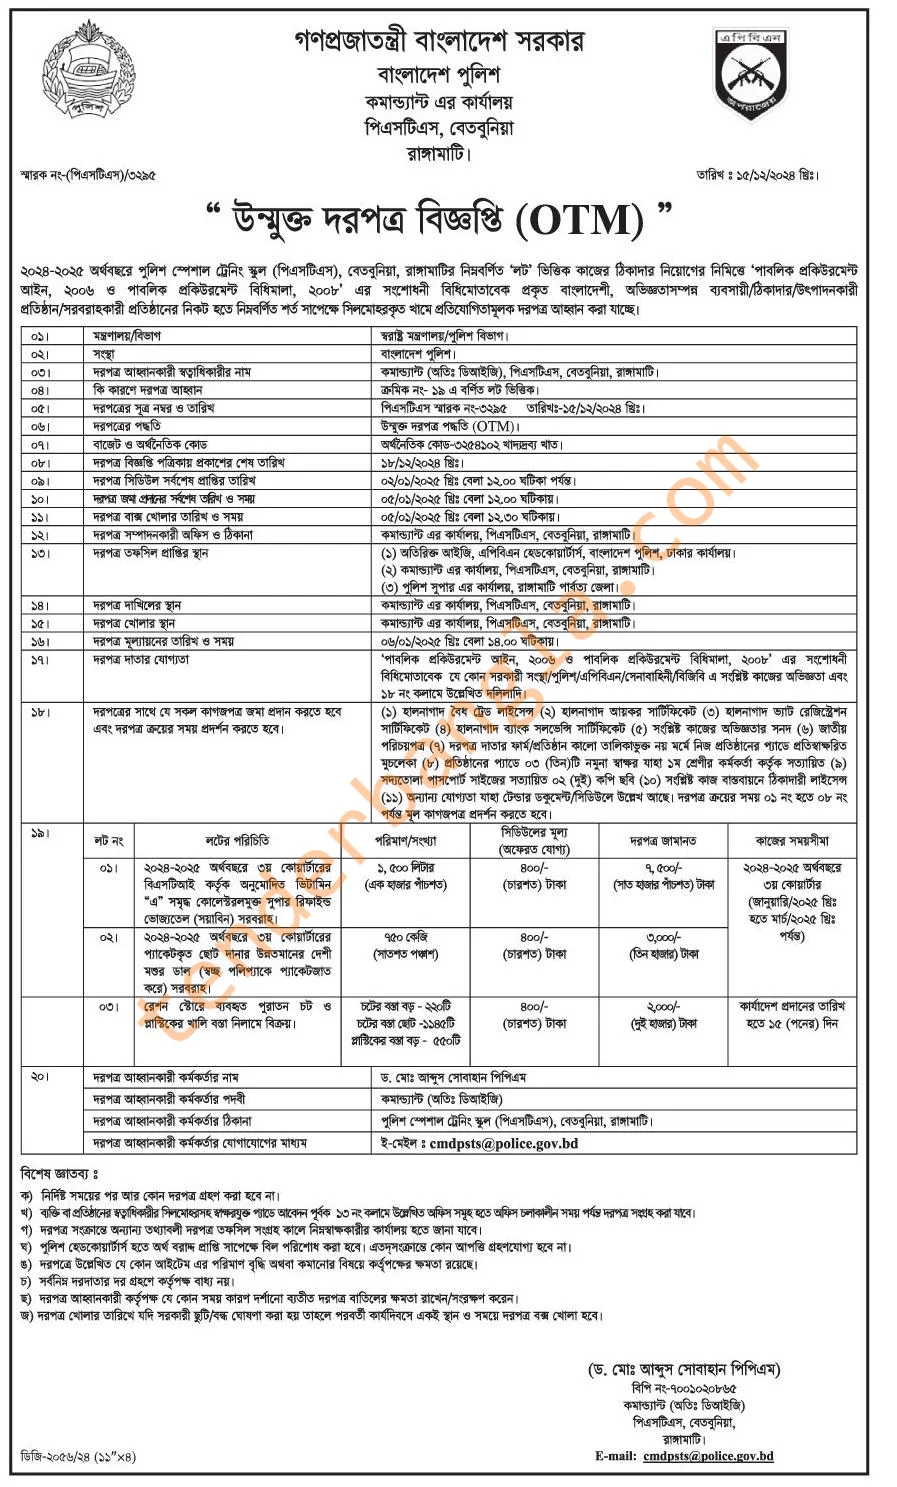 পুলিশ
এপিবিএন
অপরাজেয়
গণপ্রজাতন্ত্রী বাংলাদেশ সরকার
বাংলাদেশ পুলিশ
কমান্ড্যান্ট এর কার্যালয়
পিএসটিএস, বেতবুনিয়া
রাঙ্গামাটি।
স্মারক নং-(পিএসটিএস)/৩২৯৫ তারিখ ঃ ১৫/১২/২০২৪ খ্রিঃ।
“ উন্মুক্ত দরপত্র বিজ্ঞপ্তি (OTM) ”
২০২৪-২০২৫ অর্থবছরে পুলিশ স্পেশাল ট্রেনিং স্কুল (পিএসটিএস), বেতবুনিয়া, রাঙ্গামাটির নিম্নবর্ণিত ‘লট’ ভিত্তিক কাজের ঠিকাদার নিয়োগের নিমিত্তে ‘পাবলিক প্রকিউরমেন্ট
আইন, ২০০৬ ও পাবলিক প্রকিউরমেন্ট বিধিমালা, ২০০৮’ এর সংশোধনী বিধিমোতাবেক প্রকৃত বাংলাদেশী, অভিজ্ঞতাসম্পন্ন ব্যবসায়ী/ঠিকাদার/উৎপাদনকারী
প্রতিষ্ঠান/সরবরাহকারী প্রতিষ্ঠানের নিকট হতে নিম্নবর্ণিত শর্ত সাপেক্ষে সিলমোহরকৃত খামে প্রতিযোগিতামূলক দরপত্র আহ্বান করা যাচ্ছে।
০১। মন্ত্রণালয়/বিভাগ স্বরাষ্ট্র মন্ত্রণালয়/পুলিশ বিভাগ।
০২। সংস্থা বাংলাদেশ পুলিশ।
০৩। দরপত্র আহ্বানকারী স্বত্বাধিকারীর নাম কমান্ড্যান্ট (অতিঃ ডিআইজি), পিএসটিএস, বেতবুনিয়া, রাঙ্গামাটি।
০৪। কি কারণে দরপত্র আহ্বান ক্রমিক নং- ১৯ এ বর্ণিত লট ভিত্তিক।
০৫। দরপত্রের সূত্র নম্বর ও তারিখ পিএসটিএস স্মারক নং-৩২৯৫ তারিখঃ-১৫/১২/২০২৪ খ্রিঃ।
০৬। দরপত্রের পদ্ধতি উন্মুক্ত দরপত্র পদ্ধতি (OTM)।
০৭। বাজেট ও অর্থনৈতিক কোড অর্থনৈতিক কোড-৩২৫৪১০২ খাদ্যদ্রব্য খাত।
০৮। দরপত্র বিজ্ঞপ্তি পত্রিকায় প্রকাশের শেষ তারিখ ১৮/১২/২০২৪ খ্রিঃ।
০৯। দরপত্র সিডিউল সর্বশেষ প্রাপ্তির তারিখ ০২/০১/২০২৫ খ্রিঃ বেলা ১২.০০ ঘটিকা পর্যন্ত।
১০। দরপত্র জমা প্রদানের সর্বশেষ তারিখ ও সময় ০৫/০১/২০২৫ খ্রিঃ বেলা ১২.০০ ঘটিকায়।
১১। দরপত্র বাক্স খোলার তারিখ ও সময় ০৫/০১/২০২৫ খ্রিঃ বেলা ১২.৩০ ঘটিকায়।
১২। দরপত্র সম্পাদনকারী অফিস ও ঠিকানা কমান্ড্যান্ট এর কার্যালয়, পিএসটিএস, বেতবুনিয়া, রাঙ্গামাটি।
১৩। দরপত্র তফসিল প্রাপ্তির স্থান (১) অতিরিক্ত আইজি, এপিবিএন হেডকোয়ার্টার্স, বাংলাদেশ পুলিশ, ঢাকার কার্যালয়।
(২) কমান্ড্যান্ট এর কার্যালয়, পিএসটিএস, বেতবুনিয়া, রাঙ্গামাটি।
(৩) পুলিশ সুপার এর কার্যালয়, রাঙ্গামাটি পার্বত্য জেলা।
১৪। দরপত্র দাখিলের স্থান কমান্ড্যান্ট এর কার্যালয়, পিএসটিএস, বেতবুনিয়া, রাঙ্গামাটি।
১৫। দরপত্র খোলার স্থান কমান্ড্যান্ট এর কার্যালয়, পিএসটিএস, বেতবুনিয়া, রাঙ্গামাটি।
১৬। দরপত্র মূল্যায়নের তারিখ ও সময় ০৬/০১/২০২৫ খ্রিঃ বেলা ১৪.০০ ঘটিকায়।
১৭। দরপত্র দাতার যোগ্যতা ‘পাবলিক প্রকিউরমেন্ট আইন, ২০০৬ ও পাবলিক প্রকিউরমেন্ট বিধিমালা, ২০০৮’ এর সংশোধনী
বিধিমোতাবেক যে কোন সরকারী সংস্থা/পুলিশ/এপিবিএন/সেনাবাহিনী/বিজিবি এ সংশ্লিষ্ট কাজের অভিজ্ঞতা এবং
১৮ নং কলামে উল্লেখিত দলিলাদি।
১৮। দরপত্রের সাথে যে সকল কাগজপত্র জমা প্রদান করতে হবে (১) হালনাগাদ বৈধ ট্রেড লাইসেন্স (২) হালনাগাদ আয়কর সার্টিফিকেট (৩) হালনাগাদ ভ্যাট রেজিস্ট্রেশন
এবং দরপত্র ক্রয়ের সময় প্রদর্শন করতে হবে। সার্টিফিকেট (৪) হালনাগাদ ব্যাংক সলভেন্সি সার্টিফিকেট (৫) সংশ্লিষ্ট কাজের অভিজ্ঞতার সনদ (৬) জাতীয়
পরিচয়পত্র (৭) দরপত্র দাতার ফার্ম/প্রতিষ্ঠান কালো তালিকাভুক্ত নয় মর্মে নিজ প্রতিষ্ঠানের প্যাডে প্রতিস্বাক্ষরিত
মুচলেকা (৮) প্রতিষ্ঠানের প্যাডে ০৩ (তিন)টি নমুনা স্বাক্ষর যাহা ১ম শ্রেণীর কর্মকর্তা কর্তৃক সত্যায়িত (৯)
সদ্যতোলা পাসপোর্ট সাইজের সত্যায়িত ০২ (দুই) কপি ছবি (১০) সংশ্লিষ্ট কাজ বাস্তবায়নে ঠিকাদারী লাইসেন্স
(১১) অন্যান্য যোগ্যতা যাহা টেন্ডার ডকুমেন্ট/সিডিউলে উল্লেখ আছে। দরপত্র ক্রয়ের সময় ০১ নং হতে ০৮ নং
পর্যন্ত মূল কাগজপত্র প্রদর্শন করতে হবে।
১৯। লট নং লটের পরিচিতি পরিমাণ/সংখ্যা সিডিউলের মূল্য (অফেরত যোগ্য) দরপত্র জামানত কাজের সময়সীমা
০১। ২০২৪-২০২৫ অর্থবছরে ৩য় কোয়ার্টারের ১,৫০০ লিটার ৪০০/- ৭,৫০০/- ২০২৪-২০২৫ অর্থবছরে
বিএসটিআই কর্তৃক অনুমোদিত ভিটামিন (এক হাজার পাঁচশত) (চারশত) টাকা (সাত হাজার পাঁচশত) টাকা ৩য় কোয়ার্টার
“এ” সমৃদ্ধ কোলেস্টরলমুক্ত সুপার রিফাইন্ড (জানুয়ারি/২০২৫ খ্রিঃ
ভোজ্যতেল (সয়াবিন) সরবরাহ। হতে মার্চ/২০২৫ খ্রিঃ
০২। ২০২৪-২০২৫ অর্থবছরে ৩য় কোয়ার্টারের ৭৫০ কেজি ৪০০/- ৩,০০০/- পর্যন্ত)
প্যাকেটকৃত ছোট দানার উন্নতমানের দেশী (সাতশত পঞ্চাশ) (চারশত) টাকা (তিন হাজার) টাকা
মশুর ডাল (স্বচ্ছ পলিপ্যাকে প্যাকেটজাত
করে) সরবরাহ।
০৩। রেশন স্টোরে ব্যবহৃত পুরাতন চট ও চটের বস্তা বড় - ২২০টি ৪০০/- ২,০০০/- কার্যাদেশ প্রদানের তারিখ
প্লাস্টিকের খালি বস্তা নিলামে বিক্রয়। চটের বস্তা ছোট -১১৪৫টি (চারশত) টাকা (দুই হাজার) টাকা হতে ১৫ (পনের) দিন
প্লাস্টিকের বস্তা বড় - ৫৫০টি
২০। দরপত্র আহ্বানকারী কর্মকর্তার নাম ড. মোঃ আব্দুস সোবাহান পিপিএম
দরপত্র আহ্বানকারী কর্মকর্তার পদবী কমান্ড্যান্ট (অতিঃ ডিআইজি)
দরপত্র আহ্বানকারী কর্মকর্তার ঠিকানা পুলিশ স্পেশাল ট্রেনিং স্কুল (পিএসটিএস), বেতবুনিয়া, রাঙ্গামাটি।
দরপত্র আহ্বানকারী কর্মকর্তার যোগাযোগের মাধ্যম ই-মেইল ঃ cmdpsts@police.gov.bd
বিশেষ জ্ঞাতব্য ঃ
ক) নির্দিষ্ট সময়ের পর আর কোন দরপত্র গ্রহণ করা হবে না।
খ) ব্যক্তি বা প্রতিষ্ঠানের স্বত্বাধিকারীর সিলমোহরসহ স্বাক্ষরযুক্ত প্যাডে আবেদন পূর্বক ১৩ নং কলামে উল্লেখিত অফিস সমূহ হতে অফিস চলাকালীন সময় পর্যন্ত দরপত্র সংগ্রহ করা যাবে।
গ) দরপত্র সংক্রান্তে অন্যান্য তথ্যাবলী দরপত্র তফসিল সংগ্রহ কালে নিম্নস্বাক্ষরকারীর কার্যালয় হতে জানা যাবে।
ঘ) পুলিশ হেডকোয়ার্টার্স হতে অর্থ বরাদ্দ প্রাপ্তি সাপেক্ষে বিল পরিশোধ করা হবে। এতদ্সংক্রান্তে কোন আপত্তি গ্রহণযোগ্য হবে না।
ঙ) দরপত্রে উল্লেখিত যে কোন আইটেম এর পরিমাণ বৃদ্ধি অথবা কমানোর বিষয়ে কর্তৃপক্ষের ক্ষমতা রয়েছে।
চ) সর্বনিম্ন দরদাতার দর গ্রহণে কর্তৃপক্ষ বাধ্য নয়।
ছ) দরপত্র আহ্বানকারী কর্তৃপক্ষ যে কোন সময় কারণ দর্শানো ব্যতীত দরপত্র বাতিলের ক্ষমতা রাখেন/সংরক্ষণ করেন।
জ) দরপত্র খোলার তারিখে যদি সরকারী ছুটি/বন্ধ ঘোষণা করা হয় তাহলে পরবর্তী কার্যদিবসে একই স্থান ও সময়ে দরপত্র বক্স খোলা হবে।
(ড. মোঃ আব্দুস সোবাহান পিপিএম)
বিপি নং-৭০০১০২০৮৬৫
কমান্ড্যান্ট (অতিঃ ডিআইজি)
পিএসটিএস, বেতবুনিয়া,
রাঙ্গামাটি।
ডিজি-২০৫৬/২৪ (১১″×৪) E-mail: cmdpsts@police.gov.bd
tenderbangla.com